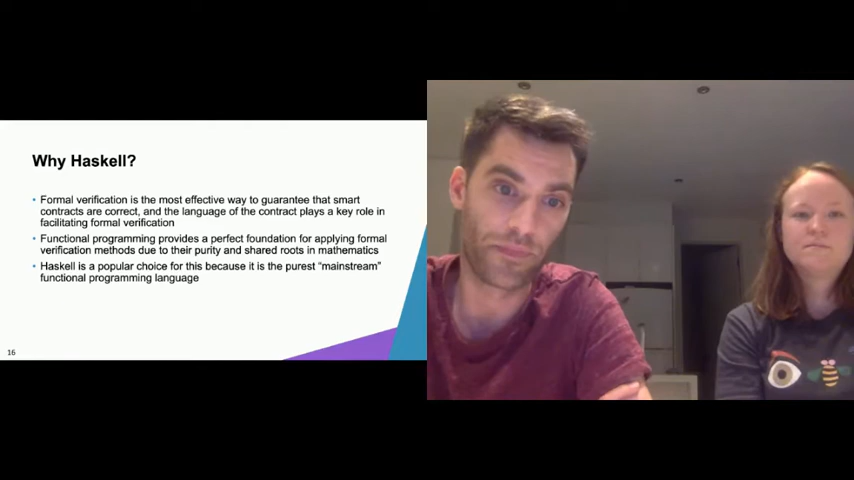 Why Haskell?
• Formal verification is the most effective way to guarantee that smart
contracts are correct, and the language of the contract plays a key role in
facilitating formal verification
• Functional programming provides a perfect foundation for applying formal
verification methods due to their purity and shared roots in mathematics
• Haskell is a popular choice for this because it is the purest “mainstream”
functional programming language
16